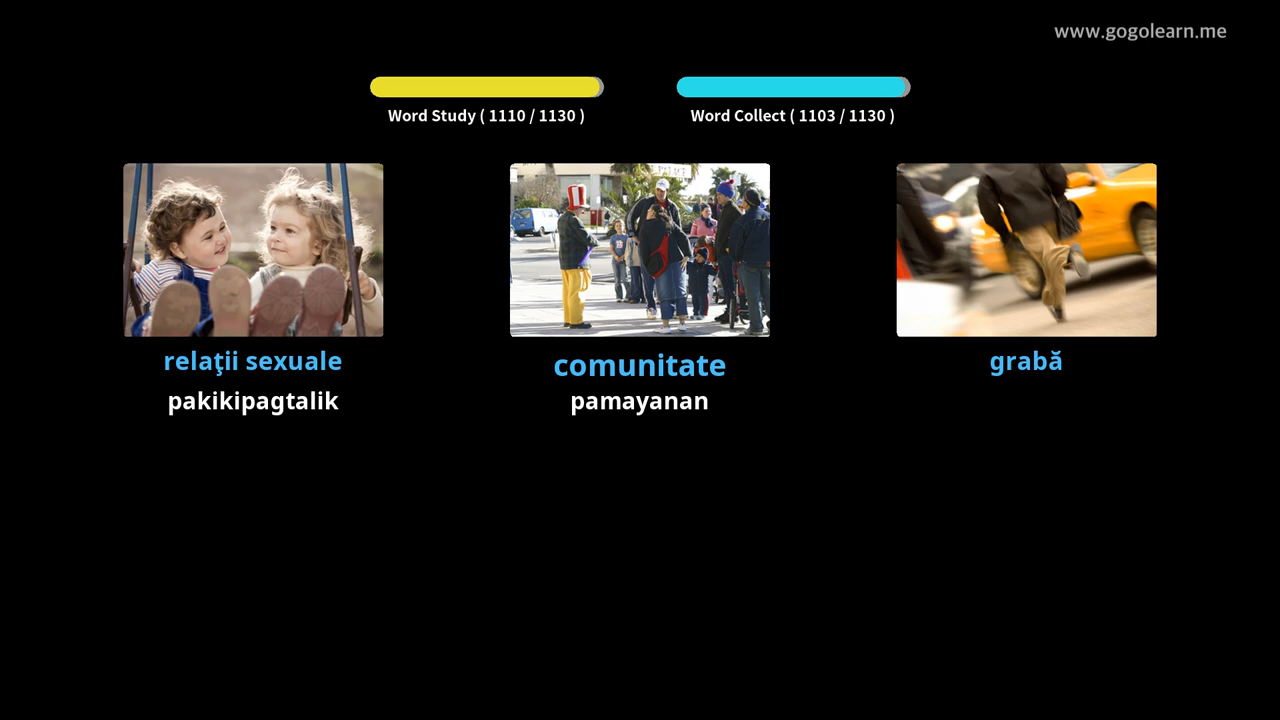 www.gogolearn.me
Word Study ( 1110 / 1130 )
Word Collect ( 1103 / 1130 )
relaţii sexuale
pakikipagtalik
comunitate
pamayanan
grabă